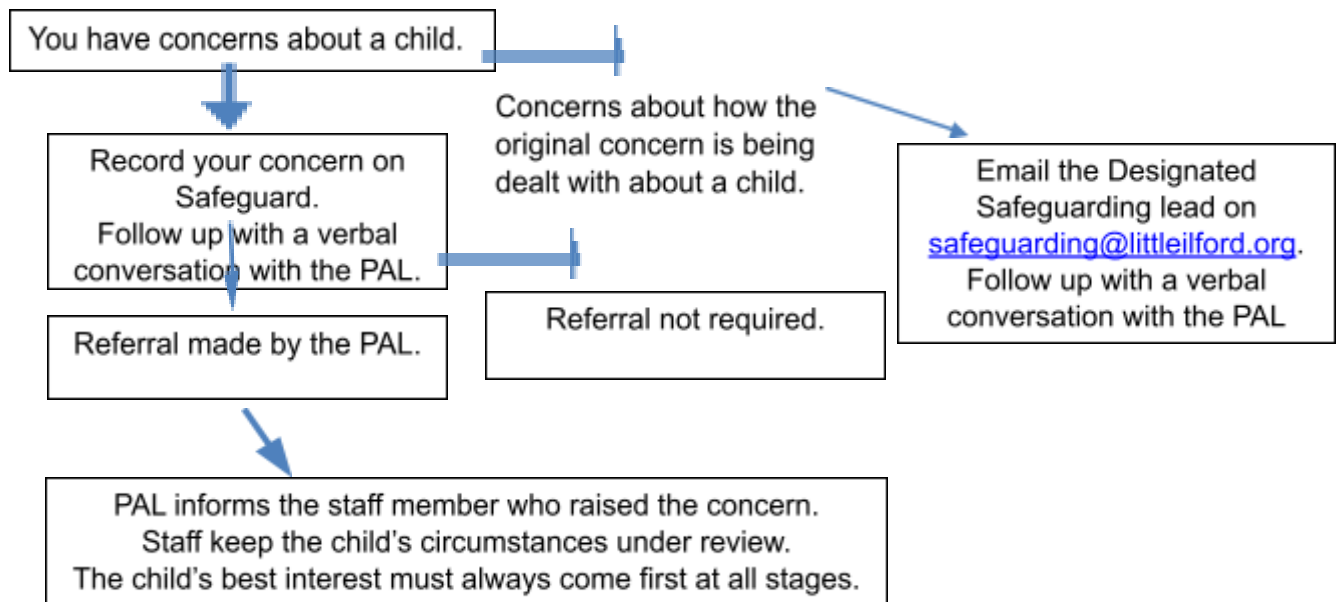 You have concerns about a child.
Concerns about how the
original concern is being
dealt with about a child.
Record your concern on
Safeguard.
Follow up with a verbal
conversation with the PAL.
Email the Designated
Safeguarding lead on
safeguarding@littleilford.org.
Follow up with a verbal
conversation with the PAL
Referral made by the PAL.
Referral not required.
PAL informs the staff member who raised the concern.
Staff keep the child’s circumstances under review.
The child’s best interest must always come first at all stages.